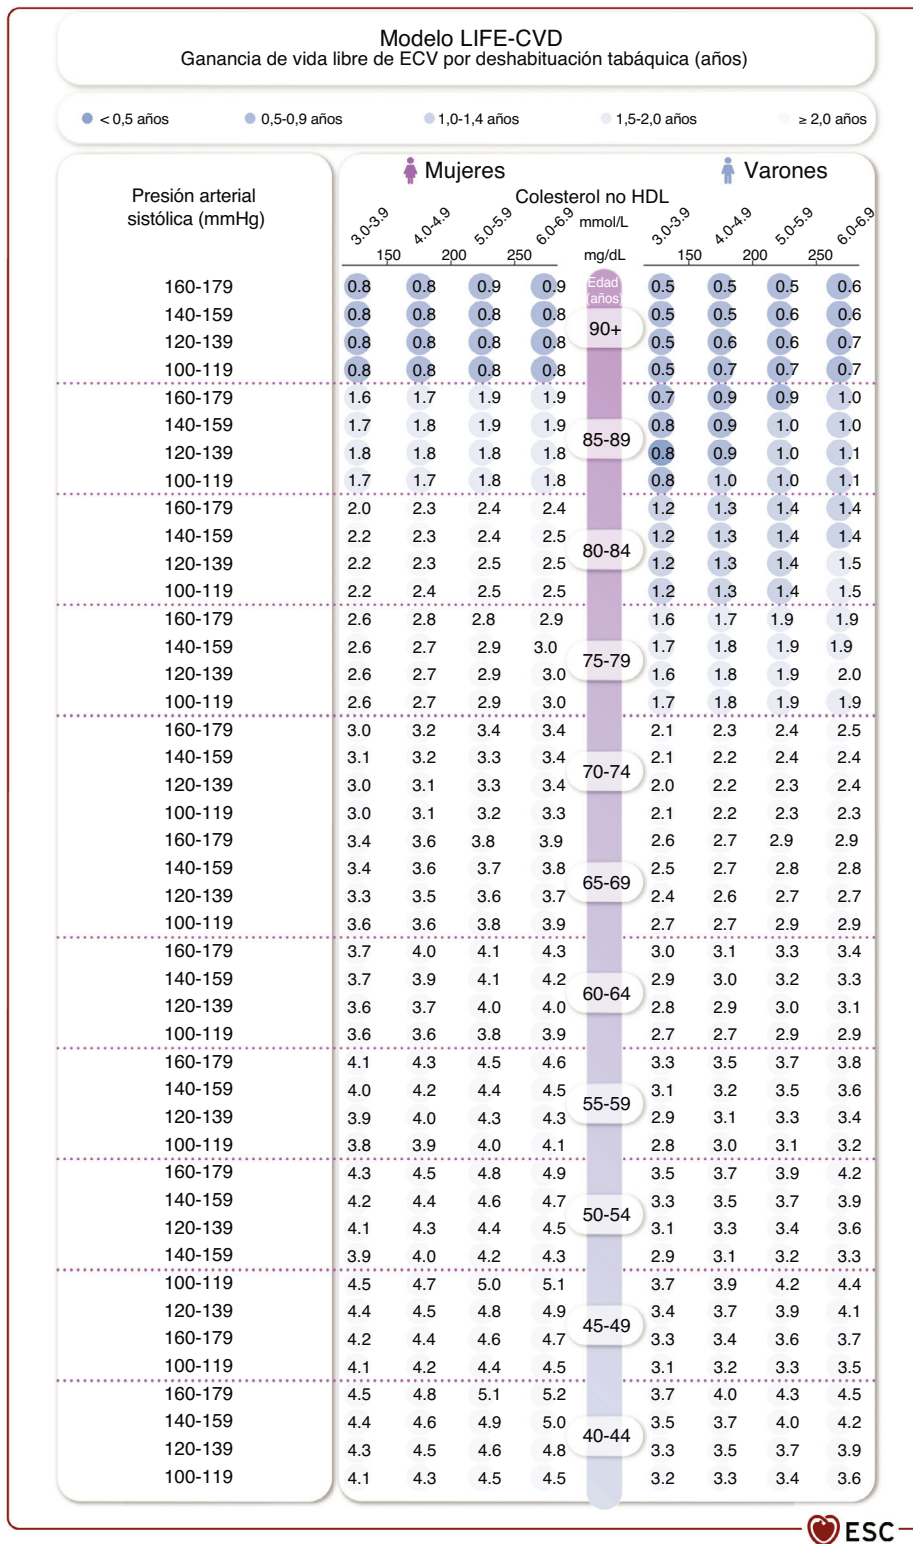 Modelo LIFE-CVD
Ganancia de vida libre de ECV por deshabituación tabáquica (años)
< 0,5 años 0,5-0,9 años 1,0-1,4 años 1,5-2,0 años ≥ 2,0 años
Presión arterial
sistólica (mmHg)
Mujeres Varones
Colesterol no HDL
3.0-3.9 4.0-4.9 5.0-5.9 6.0-6.9 mmol/L 3.0-3.9 4.0-4.9 5.0-5.9 6.0-6.9
150 200 250 mg/dL 150 200 250
Edad
(años)
160-179 0.8 0.8 0.9 0.9 0.5 0.5 0.5 0.6
140-159 0.8 0.8 0.8 0.8 0.5 0.5 0.6 0.6
90+
120-139 0.8 0.8 0.8 0.8 0.5 0.6 0.6 0.7
100-119 0.8 0.8 0.8 0.8 0.5 0.7 0.7 0.7
160-179 1.6 1.7 1.9 1.9 0.7 0.9 0.9 1.0
140-159 1.7 1.8 1.9 1.9 0.8 0.9 1.0 1.0
85-89
120-139 1.8 1.8 1.8 1.8 0.8 0.9 1.0 1.1
100-119 1.7 1.7 1.8 1.8 0.8 1.0 1.0 1.1
160-179 2.0 2.3 2.4 2.4 1.2 1.3 1.4 1.4
140-159 2.2 2.3 2.4 2.5 1.2 1.3 1.4 1.4
80-84
120-139 2.2 2.3 2.5 2.5 1.2 1.3 1.4 1.5
100-119 2.2 2.4 2.5 2.5 1.2 1.3 1.4 1.5
160-179 2.6 2.8 2.8 2.9 1.6 1.7 1.9 1.9
140-159 2.6 2.7 2.9 3.0 1.7 1.8 1.9 1.9
75-79
120-139 2.6 2.7 2.9 3.0 1.6 1.8 1.9 2.0
100-119 2.6 2.7 2.9 3.0 1.7 1.8 1.9 1.9
160-179 3.0 3.2 3.4 3.4 2.1 2.3 2.4 2.5
140-159 3.1 3.2 3.3 3.4 2.1 2.2 2.4 2.4
70-74
120-139 3.0 3.1 3.3 3.4 2.0 2.2 2.3 2.4
100-119 3.0 3.1 3.2 3.3 2.1 2.2 2.3 2.3
160-179 3.4 3.6 3.8 3.9 2.6 2.7 2.9 2.9
140-159 3.4 3.6 3.7 3.8 2.5 2.7 2.8 2.8
65-69
120-139 3.3 3.5 3.6 3.7 2.4 2.6 2.7 2.7
100-119 3.6 3.6 3.8 3.9 2.7 2.7 2.9 2.9
160-179 3.7 4.0 4.1 4.3 3.0 3.1 3.3 3.4
140-159 3.7 3.9 4.1 4.2 2.9 3.0 3.2 3.3
60-64
120-139 3.6 3.7 4.0 4.0 2.8 2.9 3.0 3.1
100-119 3.6 3.6 3.8 3.9 2.7 2.7 2.9 2.9
160-179 4.1 4.3 4.5 4.6 3.3 3.5 3.7 3.8
140-159 4.0 4.2 4.4 4.5 3.1 3.2 3.5 3.6
55-59
120-139 3.9 4.0 4.3 4.3 2.9 3.1 3.3 3.4
100-119 3.8 3.9 4.0 4.1 2.8 3.0 3.1 3.2
160-179 4.3 4.5 4.8 4.9 3.5 3.7 3.9 4.2
140-159 4.2 4.4 4.6 4.7 3.3 3.5 3.7 3.9
50-54
120-139 4.1 4.3 4.4 4.5 3.1 3.3 3.4 3.6
140-159 3.9 4.0 4.2 4.3 2.9 3.1 3.2 3.3
100-119 4.5 4.7 5.0 5.1 3.7 3.9 4.2 4.4
120-139 4.4 4.5 4.8 4.9 3.4 3.7 3.9 4.1
45-49
160-179 4.2 4.4 4.6 4.7 3.3 3.4 3.6 3.7
100-119 4.1 4.2 4.4 4.5 3.1 3.2 3.3 3.5
160-179 4.5 4.8 5.1 5.2 3.7 4.0 4.3 4.5
140-159 4.4 4.6 4.9 5.0 3.5 3.7 4.0 4.2
40-44
120-139 4.3 4.5 4.6 4.8 3.3 3.5 3.7 3.9
100-119 4.1 4.3 4.5 4.5 3.2 3.3 3.4 3.6
ESC